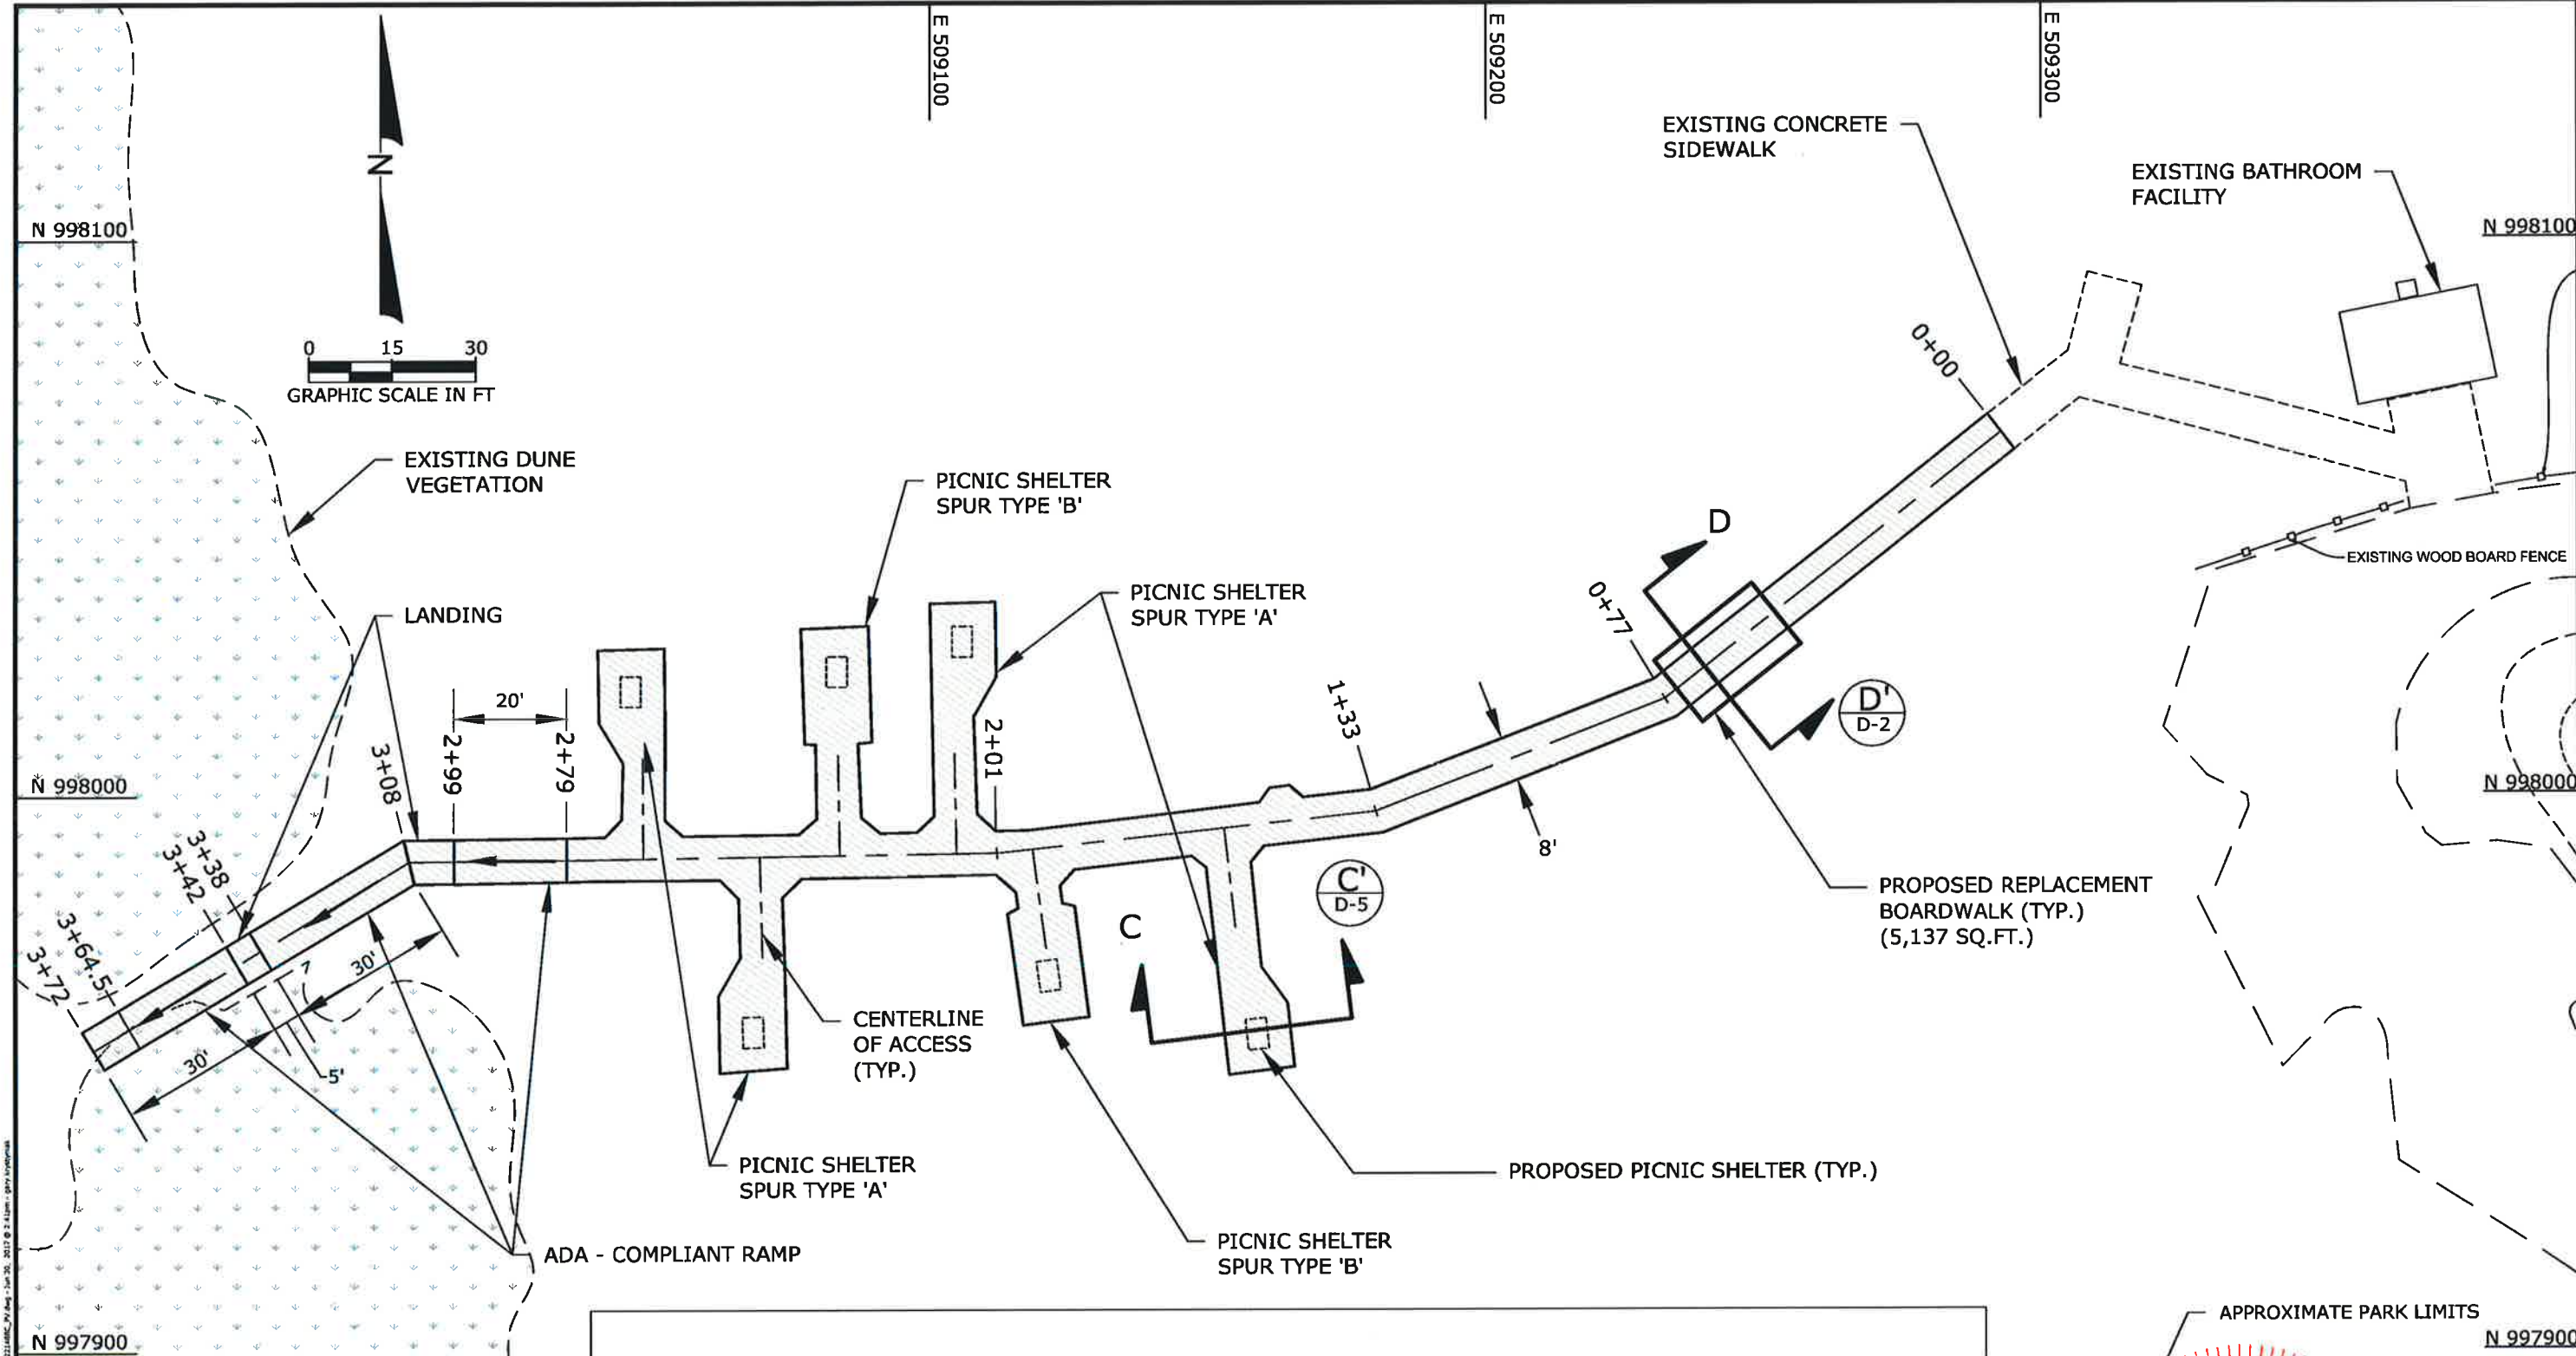 E 509100
E 509200
E 509300
EXISTING CONCRETE
SIDEWALK
EXISTING BATHROOM
FACILITY
N
N 998100
N 998100
0 15 30
GRAPHIC SCALE IN FT
0+00
EXISTING DUNE
VEGETATION
PICNIC SHELTER
SPUR TYPE 'B'
D
EXISTING WOOD BOARD FENCE
PICNIC SHELTER
SPUR TYPE 'A'
0+77
LANDING
20'
1+33
D'
D-2
3+08
2+99
2+79
2+01
N 998000
N 998000
8'
3+38
3+42
C'
D-5
PROPOSED REPLACEMENT
BOARDWALK (TYP.)
(5,137 SQ.FT.)
C
3+64.5
3+72
30'
CENTERLINE
OF ACCESS
(TYP.)
30'
5'
PICNIC SHELTER
SPUR TYPE 'A'
PROPOSED PICNIC SHELTER (TYP.)
ADA - COMPLIANT RAMP
PICNIC SHELTER
SPUR TYPE 'B'
APPROXIMATE PARK LIMITS
N 997900
N 997900